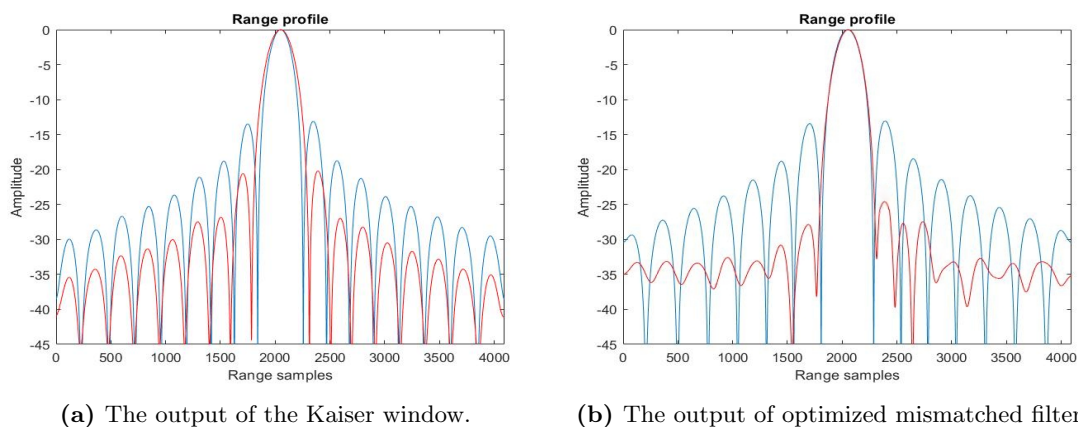 Range profile
Amplitude
0
-5
-10
-15
-20
-25
-30
-35
-40
-45
0 500 1000 1500 2000 2500 3000 3500 4000
Range samples
(a) The output of the Kaiser window.
Range profile
Amplitude
0
-5
-10
-15
-20
-25
-30
-35
-40
-45
0 500 1000 1500 2000 2500 3000 3500 4000
Range samples
(b) The output of optimized mismatched filter